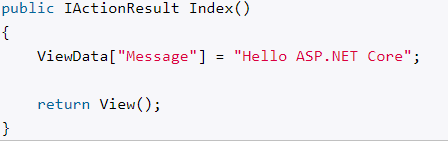 public IActionResult Index()
{
ViewData["Message"] = "Hello ASP.NET Core";
return View();
}